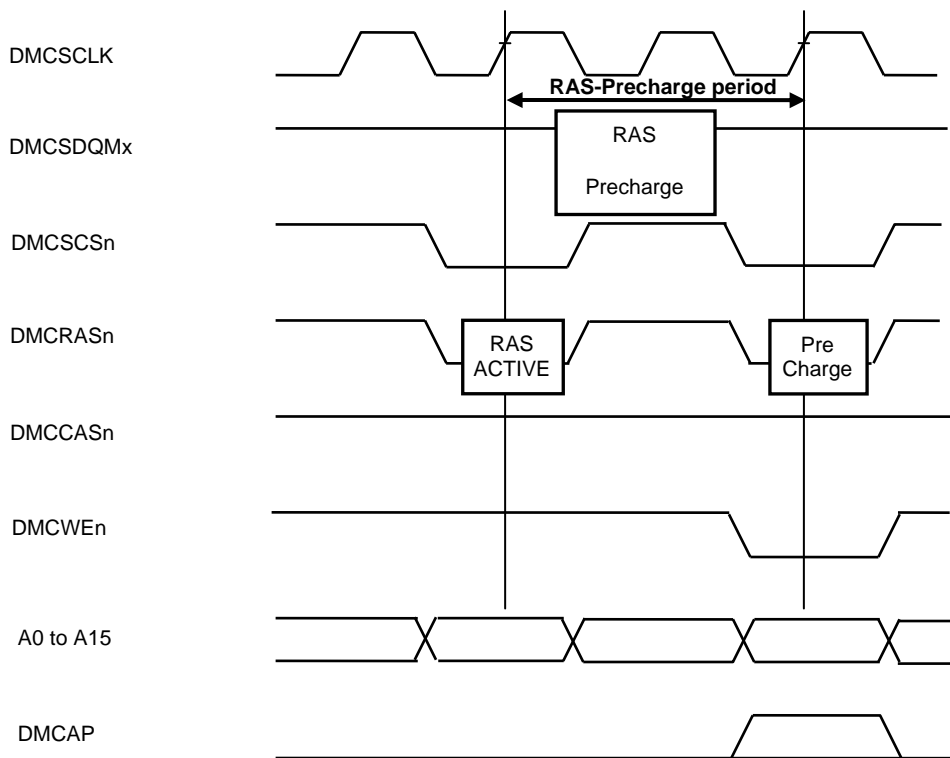 DMCSCLK
RAS-Precharge period
DMCSDQMx
RAS
Precharge
DMCSCSn
DMCRASn
RAS
ACTIVE
Pre
Charge
DMCCASn
DMCWEn
A0 to A15
DMCAP